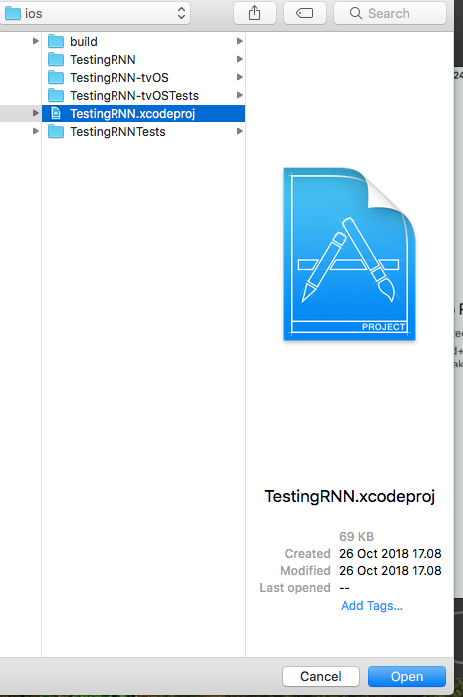 ios
Search
build
TestingRNN
TestingRNN-tvOS
TestingRNN-tvOSTests
TestingRNN.xcodeproj
TestingRNNTests
PROJECT
TestingRNN.xcodeproj
69 KB
Created 26 Oct 2018 17.08
Modified 26 Oct 2018 17.08
Last opened --
Add Tags...
Cancel
Open